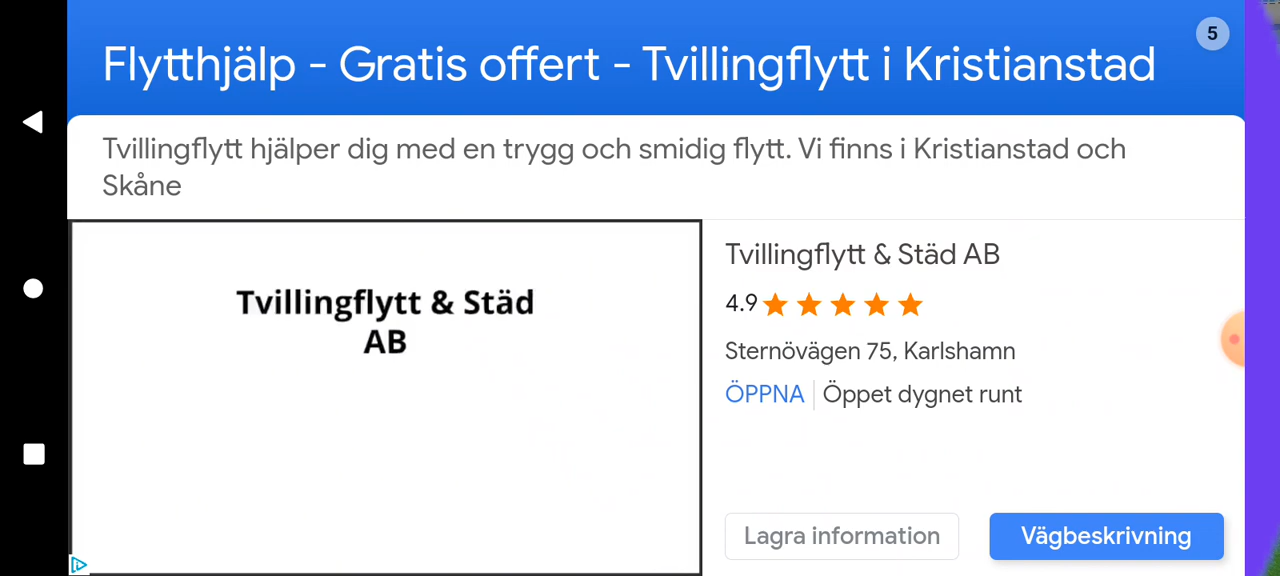 Flytthjälp - Gratis offert - Tvillingflytt i Kristianstad
5
Tvillingflytt hjälper dig med en trygg och smidig flytt. Vi finns i Kristianstad och
Skåne
Tvillingflytt & Städ
AB
Tvillingflytt & Städ AB
4.9
Sternövägen 75, Karlshamn
ÖPPNA Öppet dygnet runt
Lagra information
Vägbeskrivning